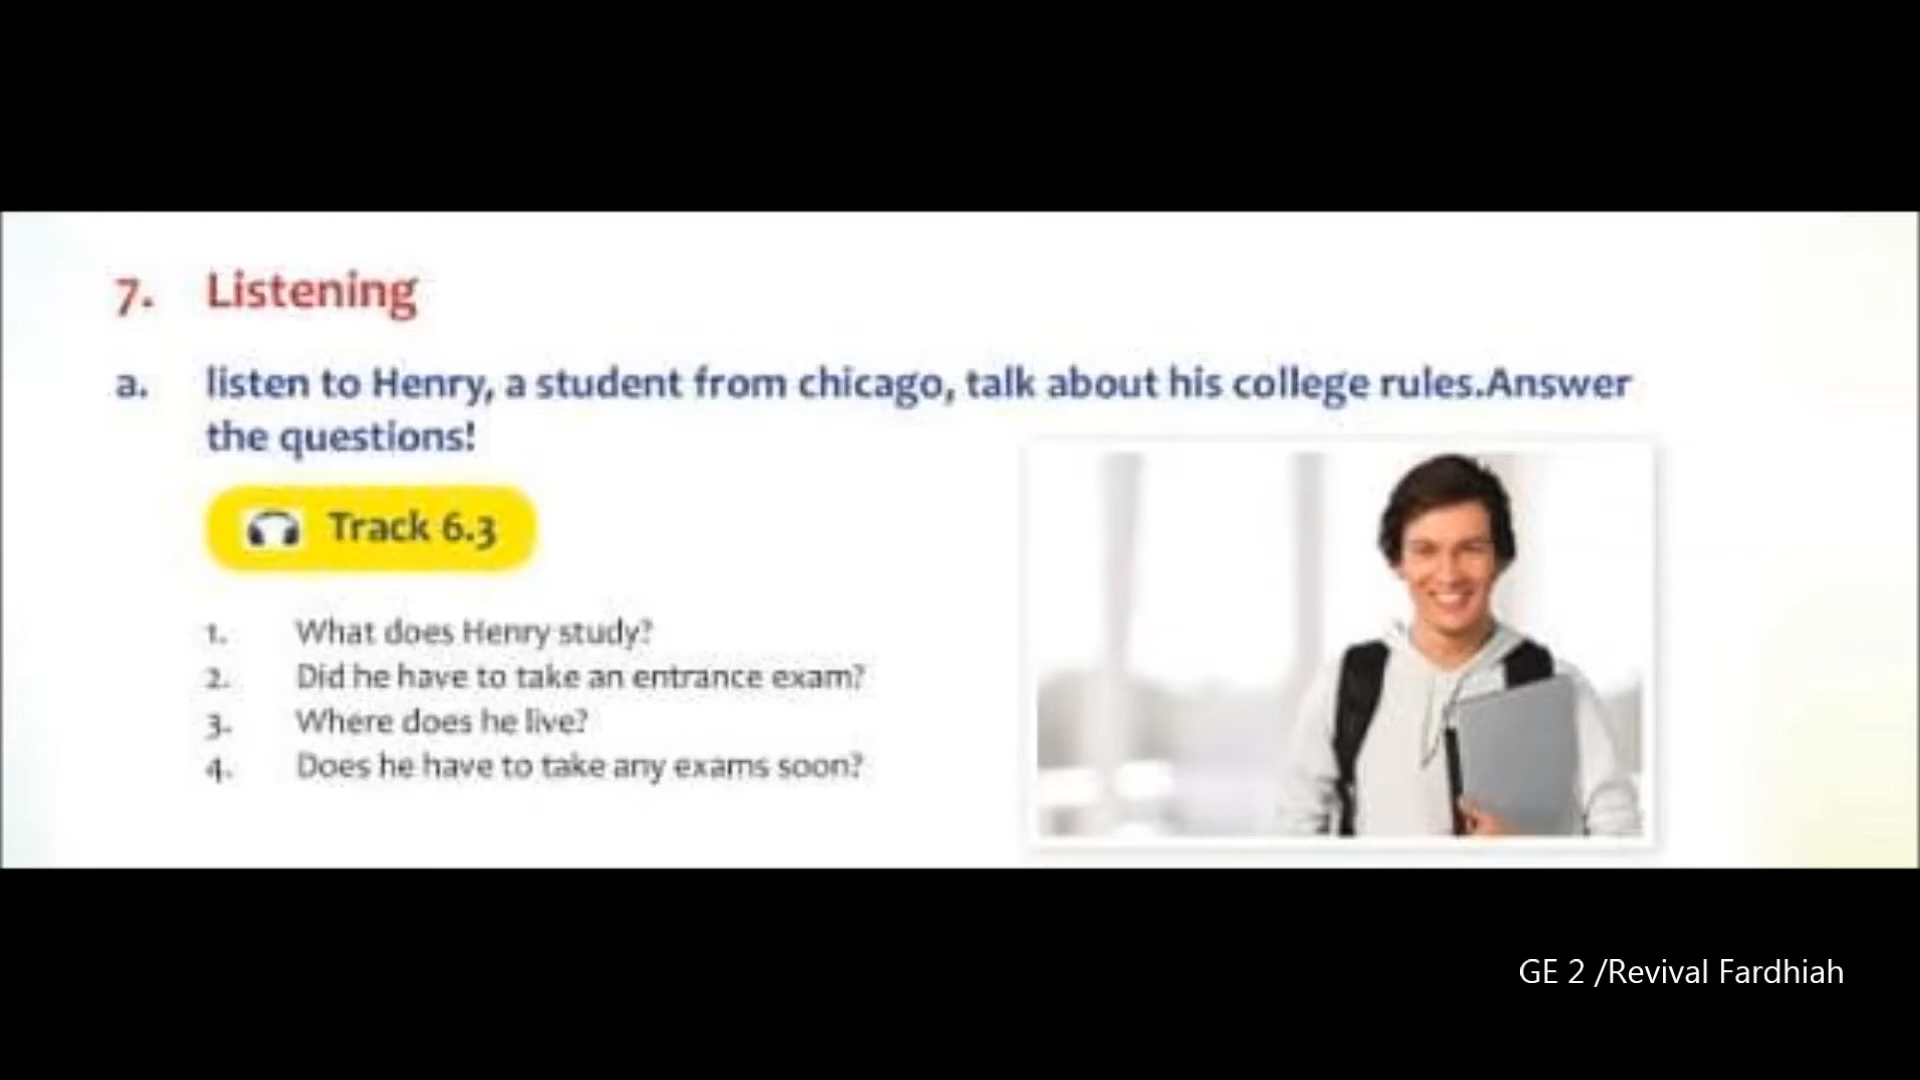 7. Listening
a. listen to Henry, a student from chicago, talk about his college rules.Answer
the questions!
Track 6.3
1. What does Henry study?
2. Did he have to take an entrance exam?
3. Where does he live?
4. Does he have to take any exams soon?
GE 2 /Revival Fardhiah